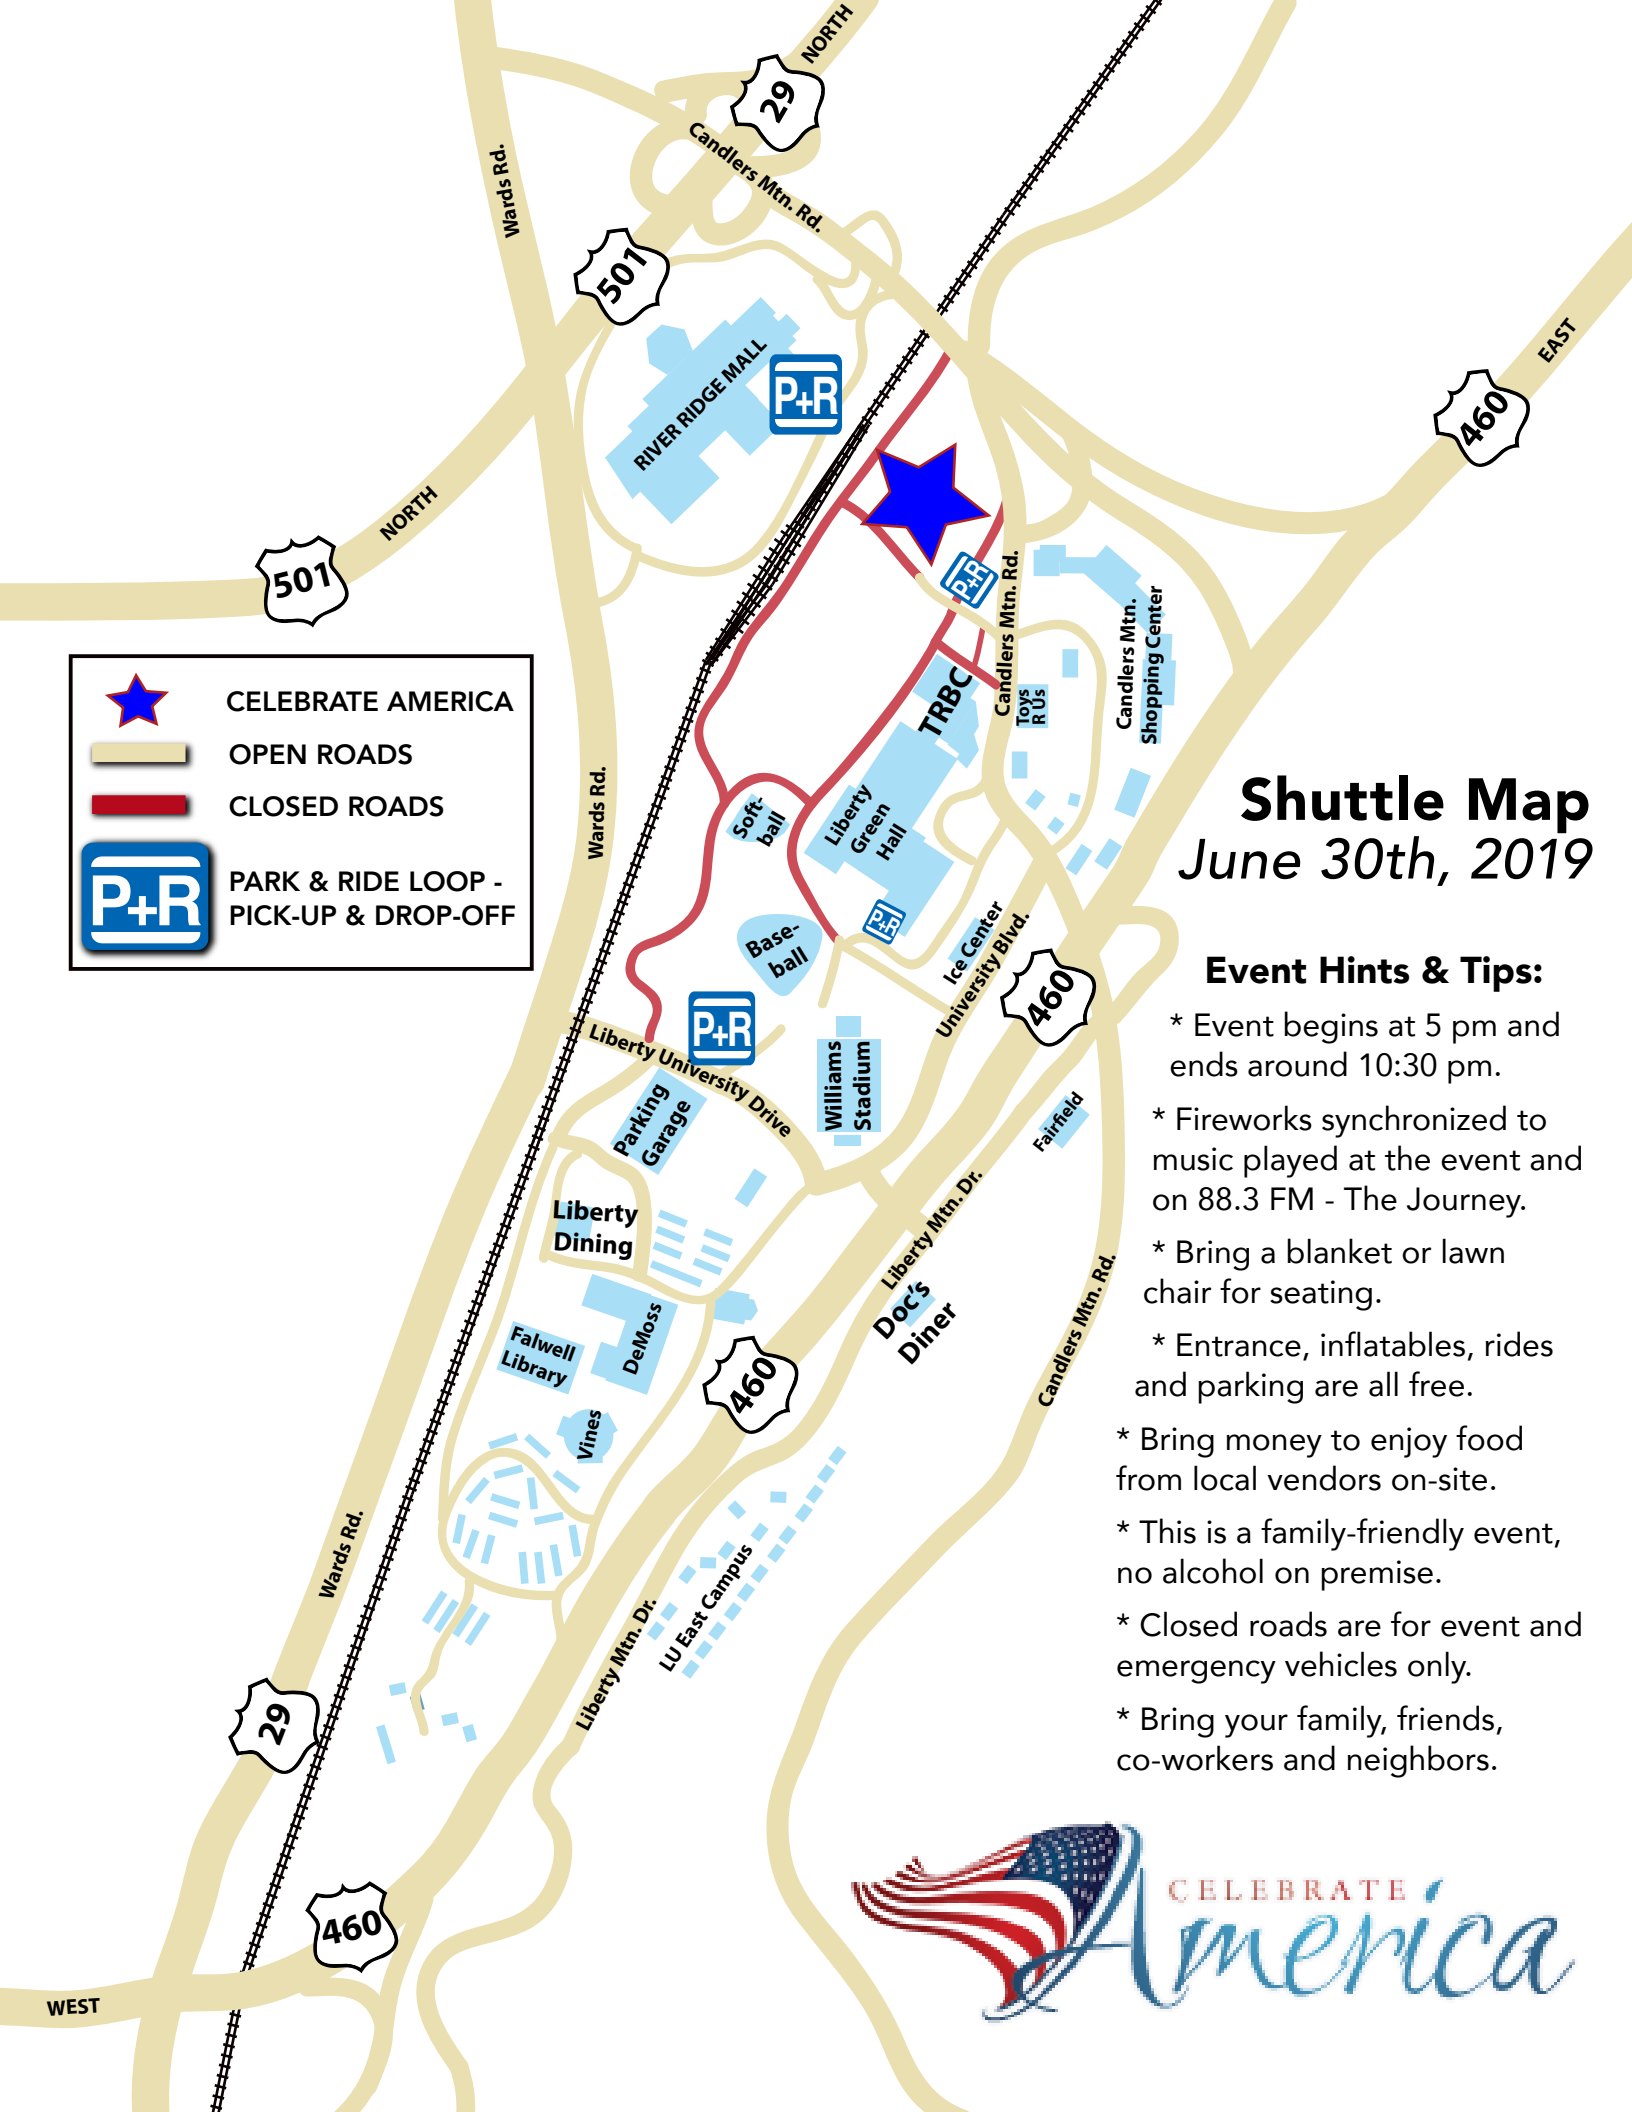 NORTH
29
Candlers Mtn. Rd.
Wards Rd.
501
EAST
460
RIVER RIDGE MALL
P+R
NORTH
501
P+R
Candlers Mtn. Rd.
Candlers Mtn.
Shopping Center
Toys
R Us
TRBC
CELEBRATE AMERICA
OPEN ROADS
CLOSED ROADS
P+R
PARK & RIDE LOOP -
PICK-UP & DROP-OFF
Wards Rd.
Soft-
ball
Liberty
Green
Hall
P+R
Base-
ball
Ice Center
University Blvd.
460
P+R
Liberty University Drive
Williams
Stadium
Parking
Garage
Fairfield
Liberty Mtn. Dr.
Liberty
Dining
Doc's
Diner
Candlers Mtn. Rd.
DeMoss
Falwell
Library
460
Vines
Wards Rd.
LU East Campus
Liberty Mtn. Dr.
29
460
WEST
Shuttle Map
June 30th, 2019
Event Hints & Tips:
* Event begins at 5 pm and
ends around 10:30 pm.
* Fireworks synchronized to
music played at the event and
on 88.3 FM - The Journey.
* Bring a blanket or lawn
chair for seating.
* Entrance, inflatables, rides
and parking are all free.
* Bring money to enjoy food
from local vendors on-site.
* This is a family-friendly event,
no alcohol on premise.
* Closed roads are for event and
emergency vehicles only.
* Bring your family, friends,
co-workers and neighbors.
CELEBRATE
America